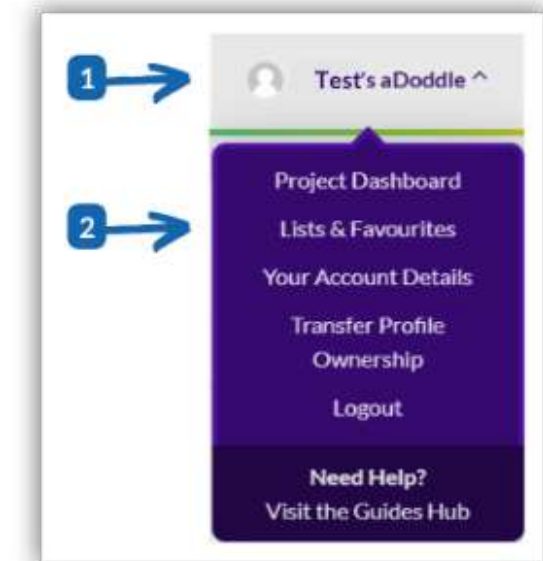 1
Test's aDoddle ^
Project Dashboard
2
Lists & Favourites
Your Account Details
Transfer Profile
Ownership
Logout
Need Help?
Visit the Guides Hub